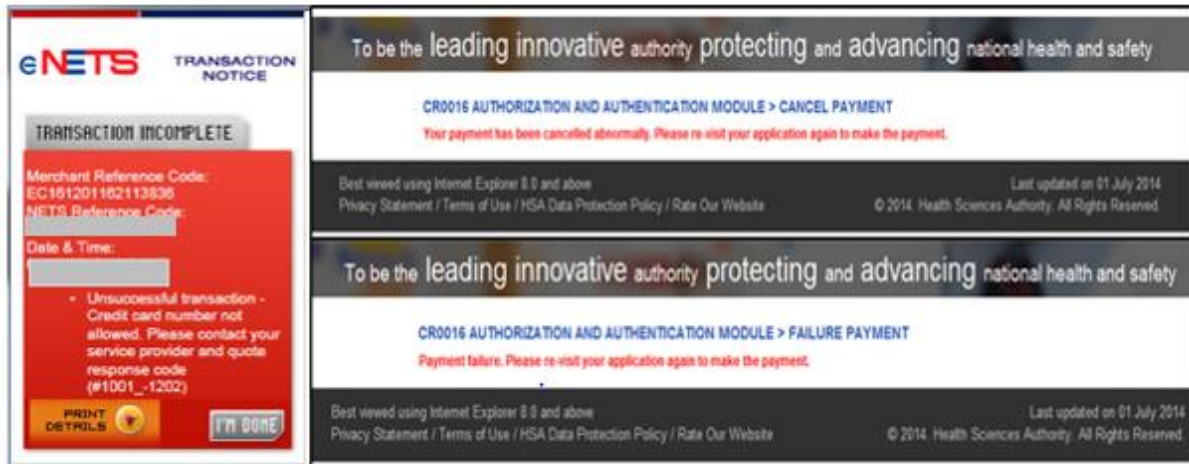 eNETS
TRANSACTION
NOTICE
TRANSACTION INCOMPLETE
Merchant Reference Code:
EC161201162113836
NETS Reference Code:
Date & Time:
• Unsuccessful transaction -
Credit card number not
allowed. Please contact your
service provider and quote
response code
(#1001_-1202)
PRINT
DETAILS
I'M DONE
To be the leading innovative authority protecting and advancing national health and safety
CR0016 AUTHORIZATION AND AUTHENTICATION MODULE > CANCEL PAYMENT
Your payment has been cancelled abnormally. Please re-visit your application again to make the payment.
Best viewed using Internet Explorer 8.0 and above
Last updated on 01 July 2014
Privacy Statement / Terms of Use / HSA Data Protection Policy / Rate Our Website
© 2014. Health Sciences Authority. All Rights Reserved.
To be the leading innovative authority protecting and advancing national health and safety
CR0016 AUTHORIZATION AND AUTHENTICATION MODULE > FAILURE PAYMENT
Payment failure. Please re-visit your application again to make the payment.
Best viewed using Internet Explorer 8.0 and above
Last updated on 01 July 2014
Privacy Statement / Terms of Use / HSA Data Protection Policy / Rate Our Website
© 2014. Health Sciences Authority. All Rights Reserved